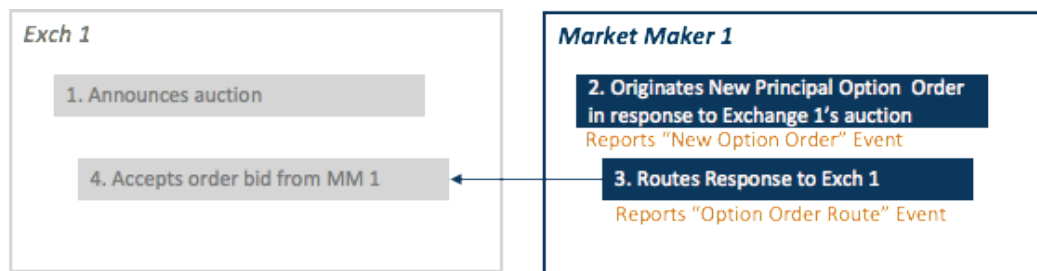 Exch 1
1. Announces auction
4. Accepts order bid from MM 1
Market Maker 1
2. Originates New Principal Option Order
in response to Exchange 1's auction
Reports “New Option Order” Event
3. Routes Response to Exch 1
Reports “Option Order Route” Event